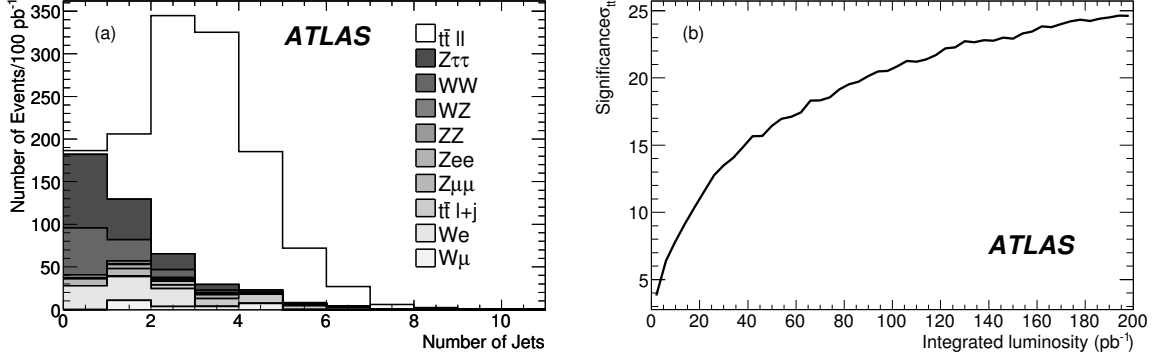 Number of Events/100 pb⁻¹
350
300
250
200
150
100
50
0
(a)
ATLAS
tt̄ ll
Zττ
WW
WZ
ZZ
Zee
Zμμ
tt̄ l+j
We
Wμ
0 2 4 6 8 10
Number of Jets
Significanceσtt
25
20
15
10
5
(b)
ATLAS
0 20 40 60 80 100 120 140 160 180 200
Integrated luminosity (pb⁻¹)